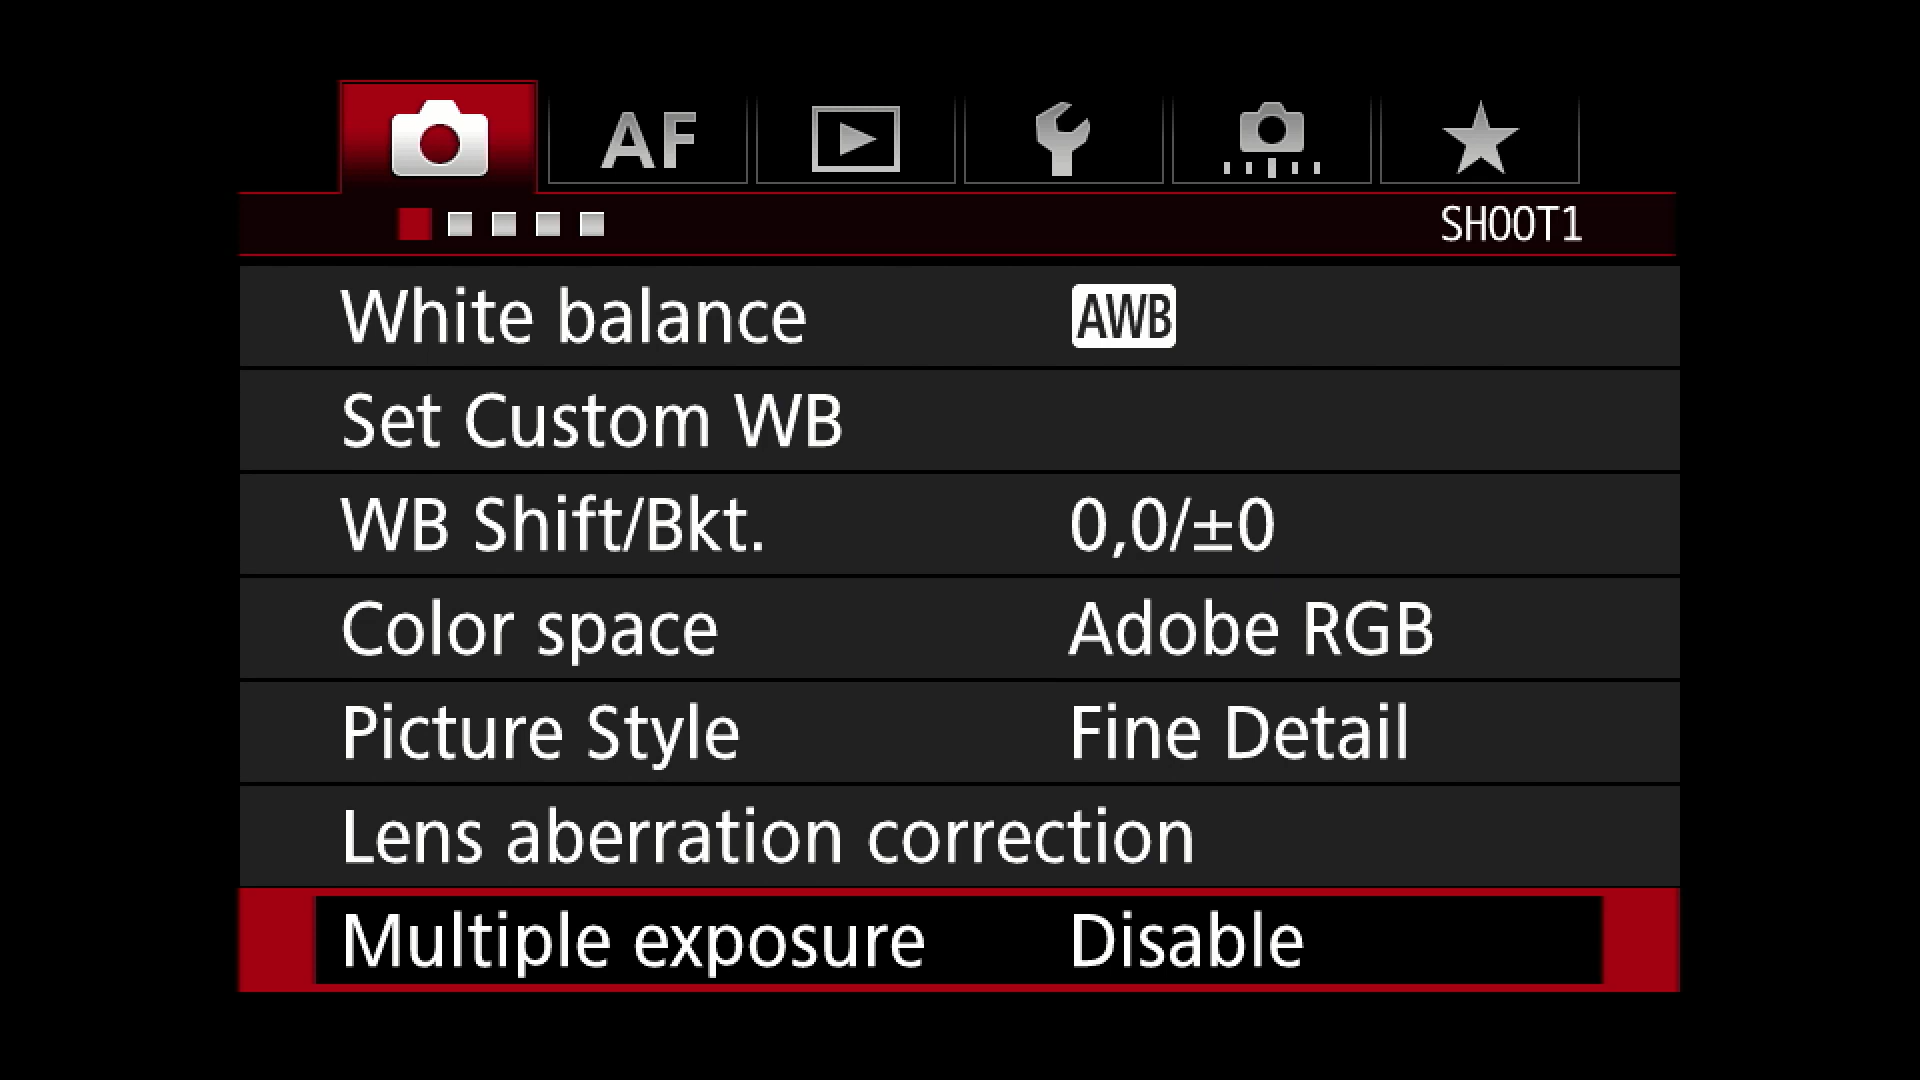 AF
SHOOT1
White balance AWB
Set Custom WB
WB Shift/Bkt. 0,0/±0
Color space Adobe RGB
Picture Style Fine Detail
Lens aberration correction
Multiple exposure Disable